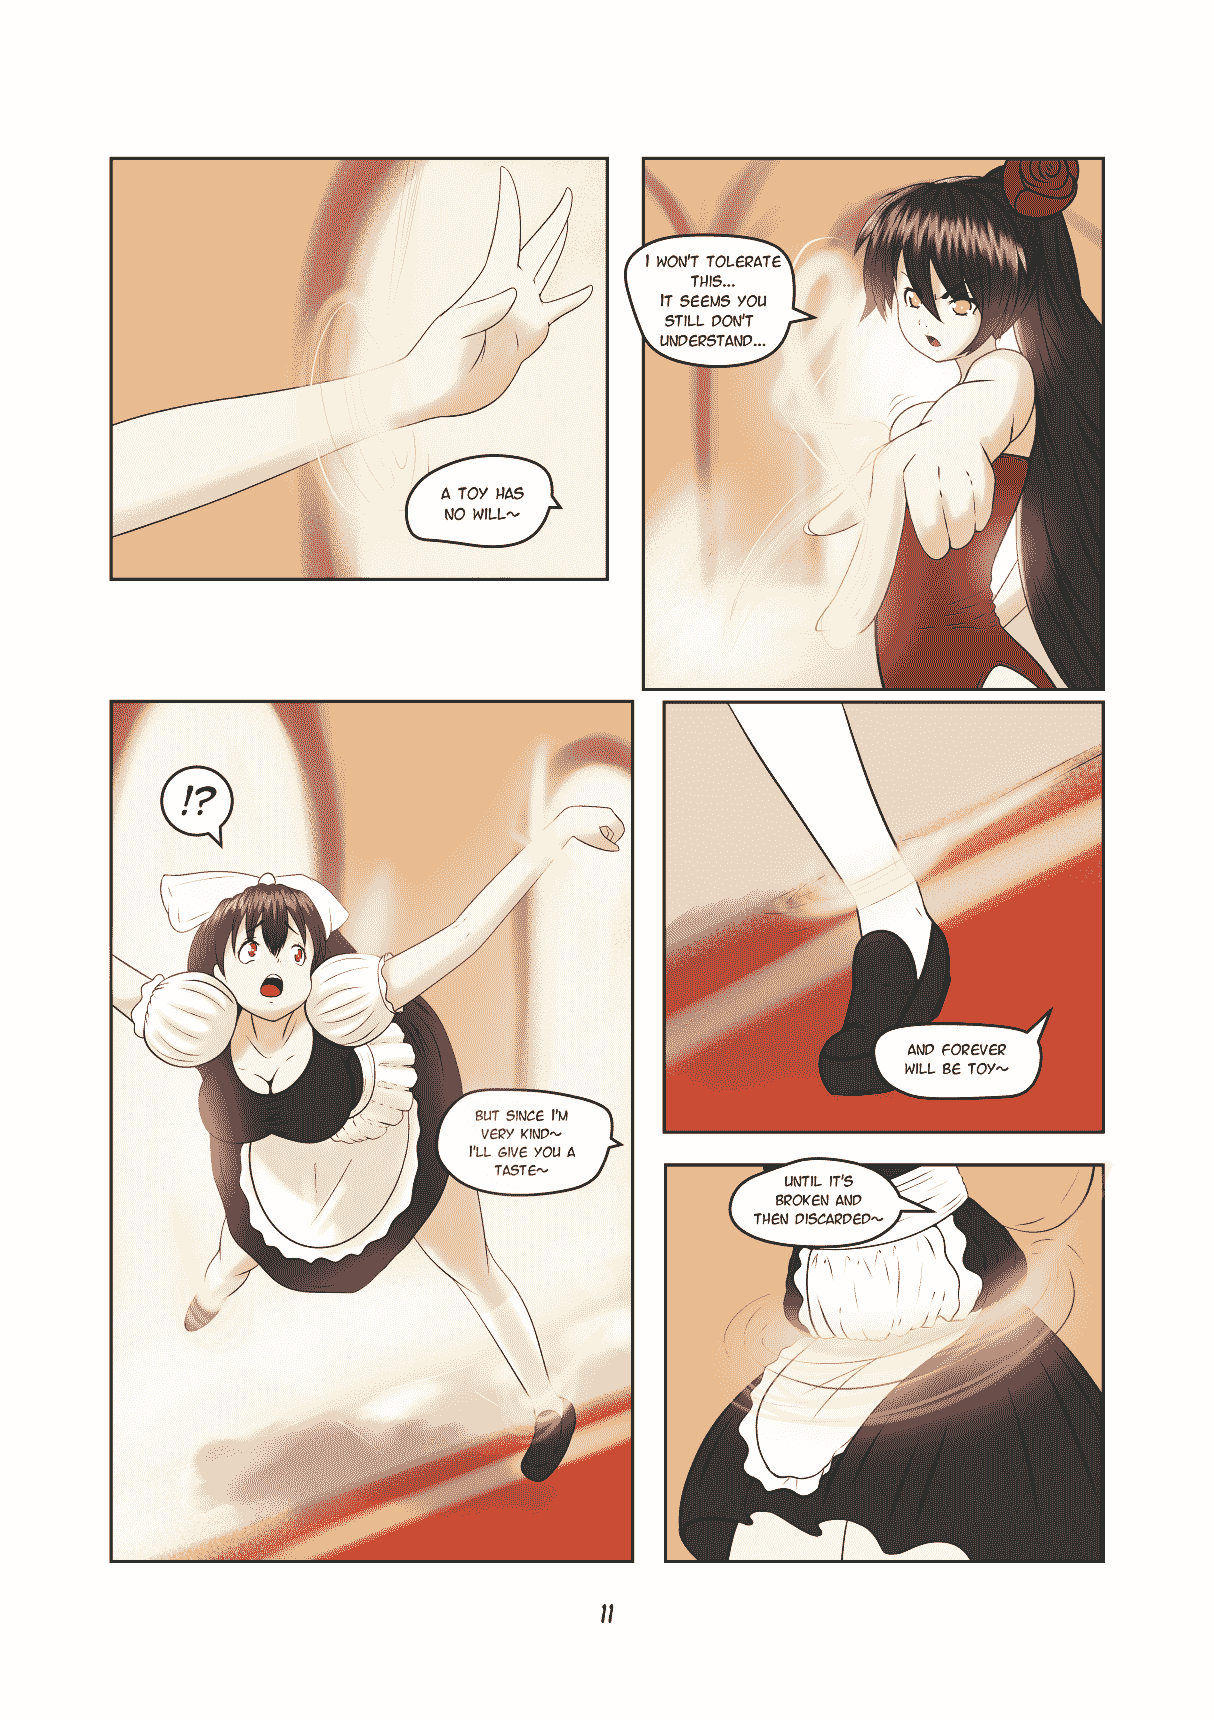 I WON'T TOLERATE
THIS...
IT SEEMS YOU
STILL DON'T
UNDERSTAND...
A TOY HAS
NO WILL~
AND FOREVER
WILL BE TOY~
UNTIL IT'S
BROKEN AND
THEN DISCARDED~
!?
BUT SINCE I'M
VERY KIND~
I'LL GIVE YOU A
TASTE~
11